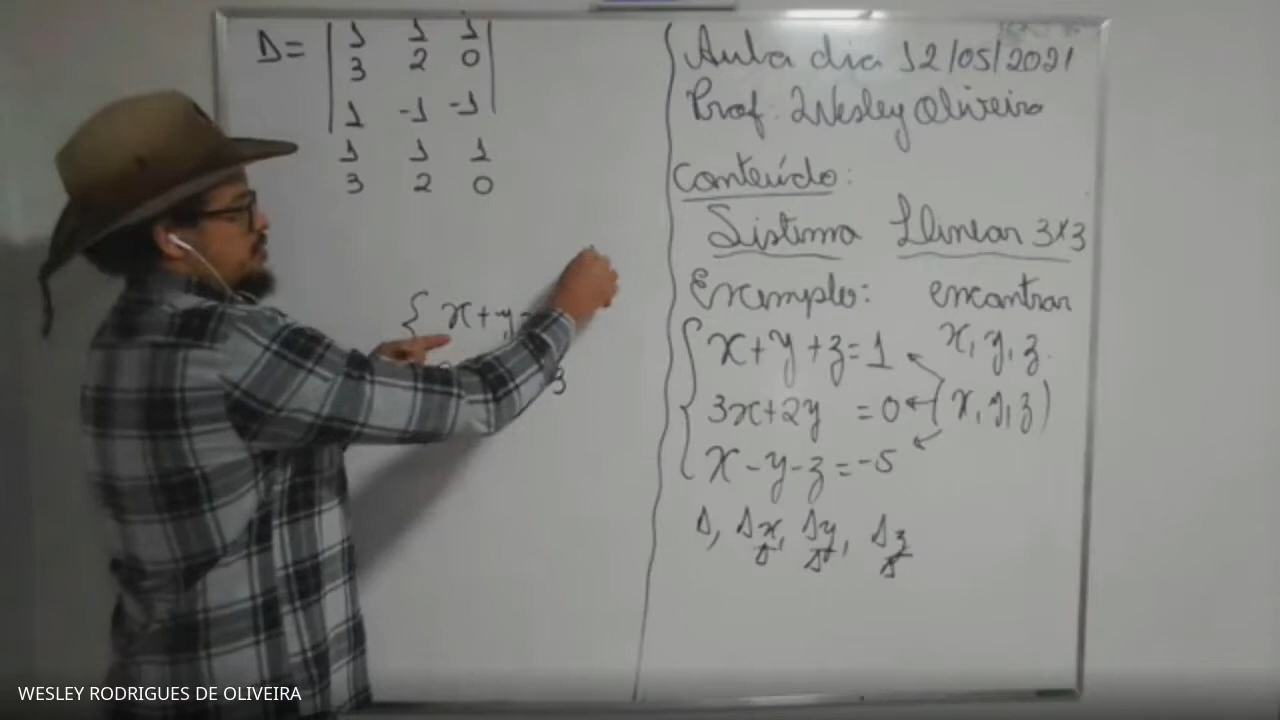 Δ= | 1 1 1 |
| 3 2 0 |
| 1 -1 -1 |
1 1 1
3 2 0
{ x+y
3
Aula dia 12/05/2021
Prof. Wesley Oliveira
Conteúdo:
Sistema Linear 3x3
Exemplo: encontrar
x, y, z.
{ x+y+z=1
3x+2y =0 (x, y, z)
x-y-z=-5
Δ, Δx/Δ, Δy/Δ, Δz/Δ
WESLEY RODRIGUES DE OLIVEIRA